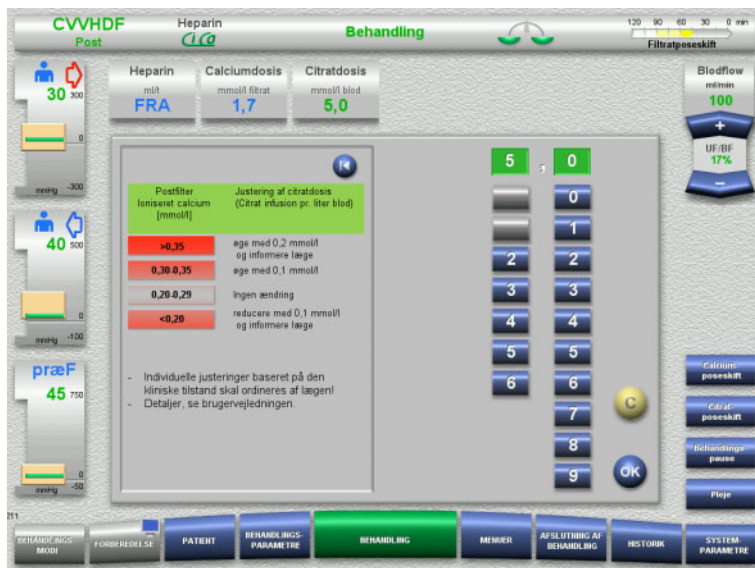 CVVHDF
Post
Heparin
CiCa
Behandling
120 90 60 30 0 min
Filtratposeskift
30
300
0
mmHg
-300
40
500
0
mmHg
-100
præF
45
750
0
mmHg
-50
Heparin
ml/t
FRA
Calciumdosis
mmol/l filtrat
1,7
Citratdosis
mmol/l blod
5,0
Blodflow
ml/min
100
+
UF/BF
17%
−
Postfilter
Ioniseret calcium
[mmol/l]
Justering af citratdosis
(Citrat infusion pr. liter blod)
>0,35
øge med 0,2 mmol/l
og informere læge
0,30-0,35
øge med 0,1 mmol/l
0,20-0,29
Ingen ændring
<0,20
reducere med 0,1 mmol/l
og informere læge
- Individuelle justeringer baseret på den
kliniske tilstand skal ordineres af lægen!
- Detaljer, se brugervejledningen.
5 , 0
0
1
2 2
3 3
4 4
5 5
6 6
7
8
9
C
OK
Calcium-
poseskift
Citrat-
poseskift
Behandlings-
pause
Pleje
211
BEHANDLINGS-
MODI
FORBEREDELSE
PATIENT
BEHANDLINGS-
PARAMETRE
BEHANDLING
MENUER
AFSLUTNING AF
BEHANDLING
HISTORIK
SYSTEM-
PARAMETRE